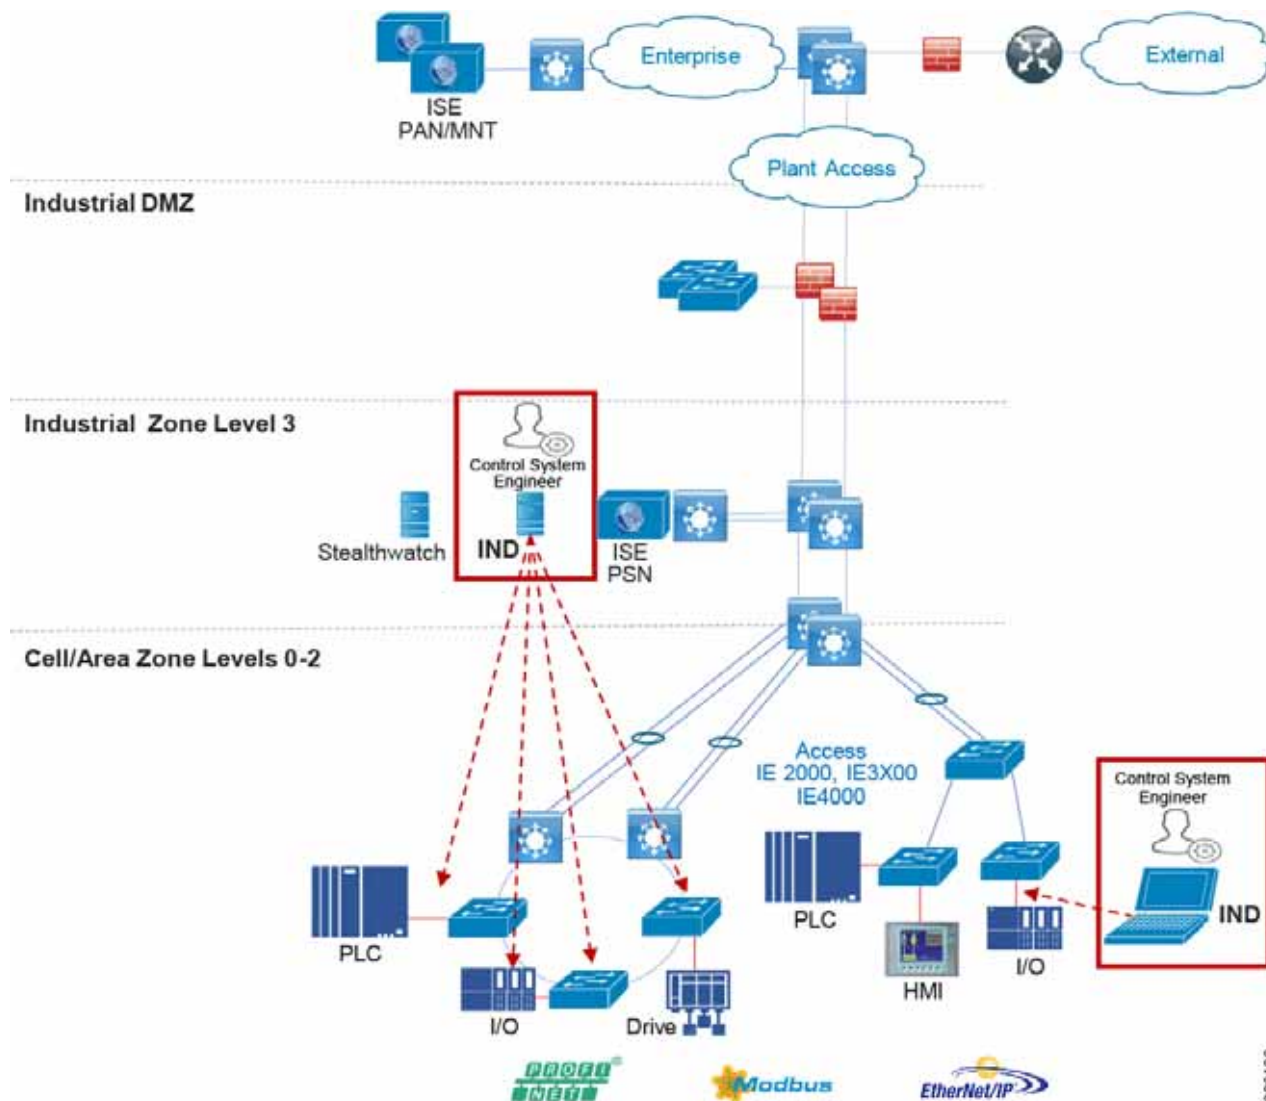 Enterprise
External
ISE
PAN/MNT
Plant Access
Industrial DMZ
Industrial Zone Level 3
Control System
Engineer
Stealthwatch
IND
ISE
PSN
Cell/Area Zone Levels 0-2
Access
IE 2000, IE3X00
IE4000
Control System
Engineer
IND
PLC
PLC
I/O
HMI
I/O
Drive
PROFI
NET
Modbus
EtherNet/IP